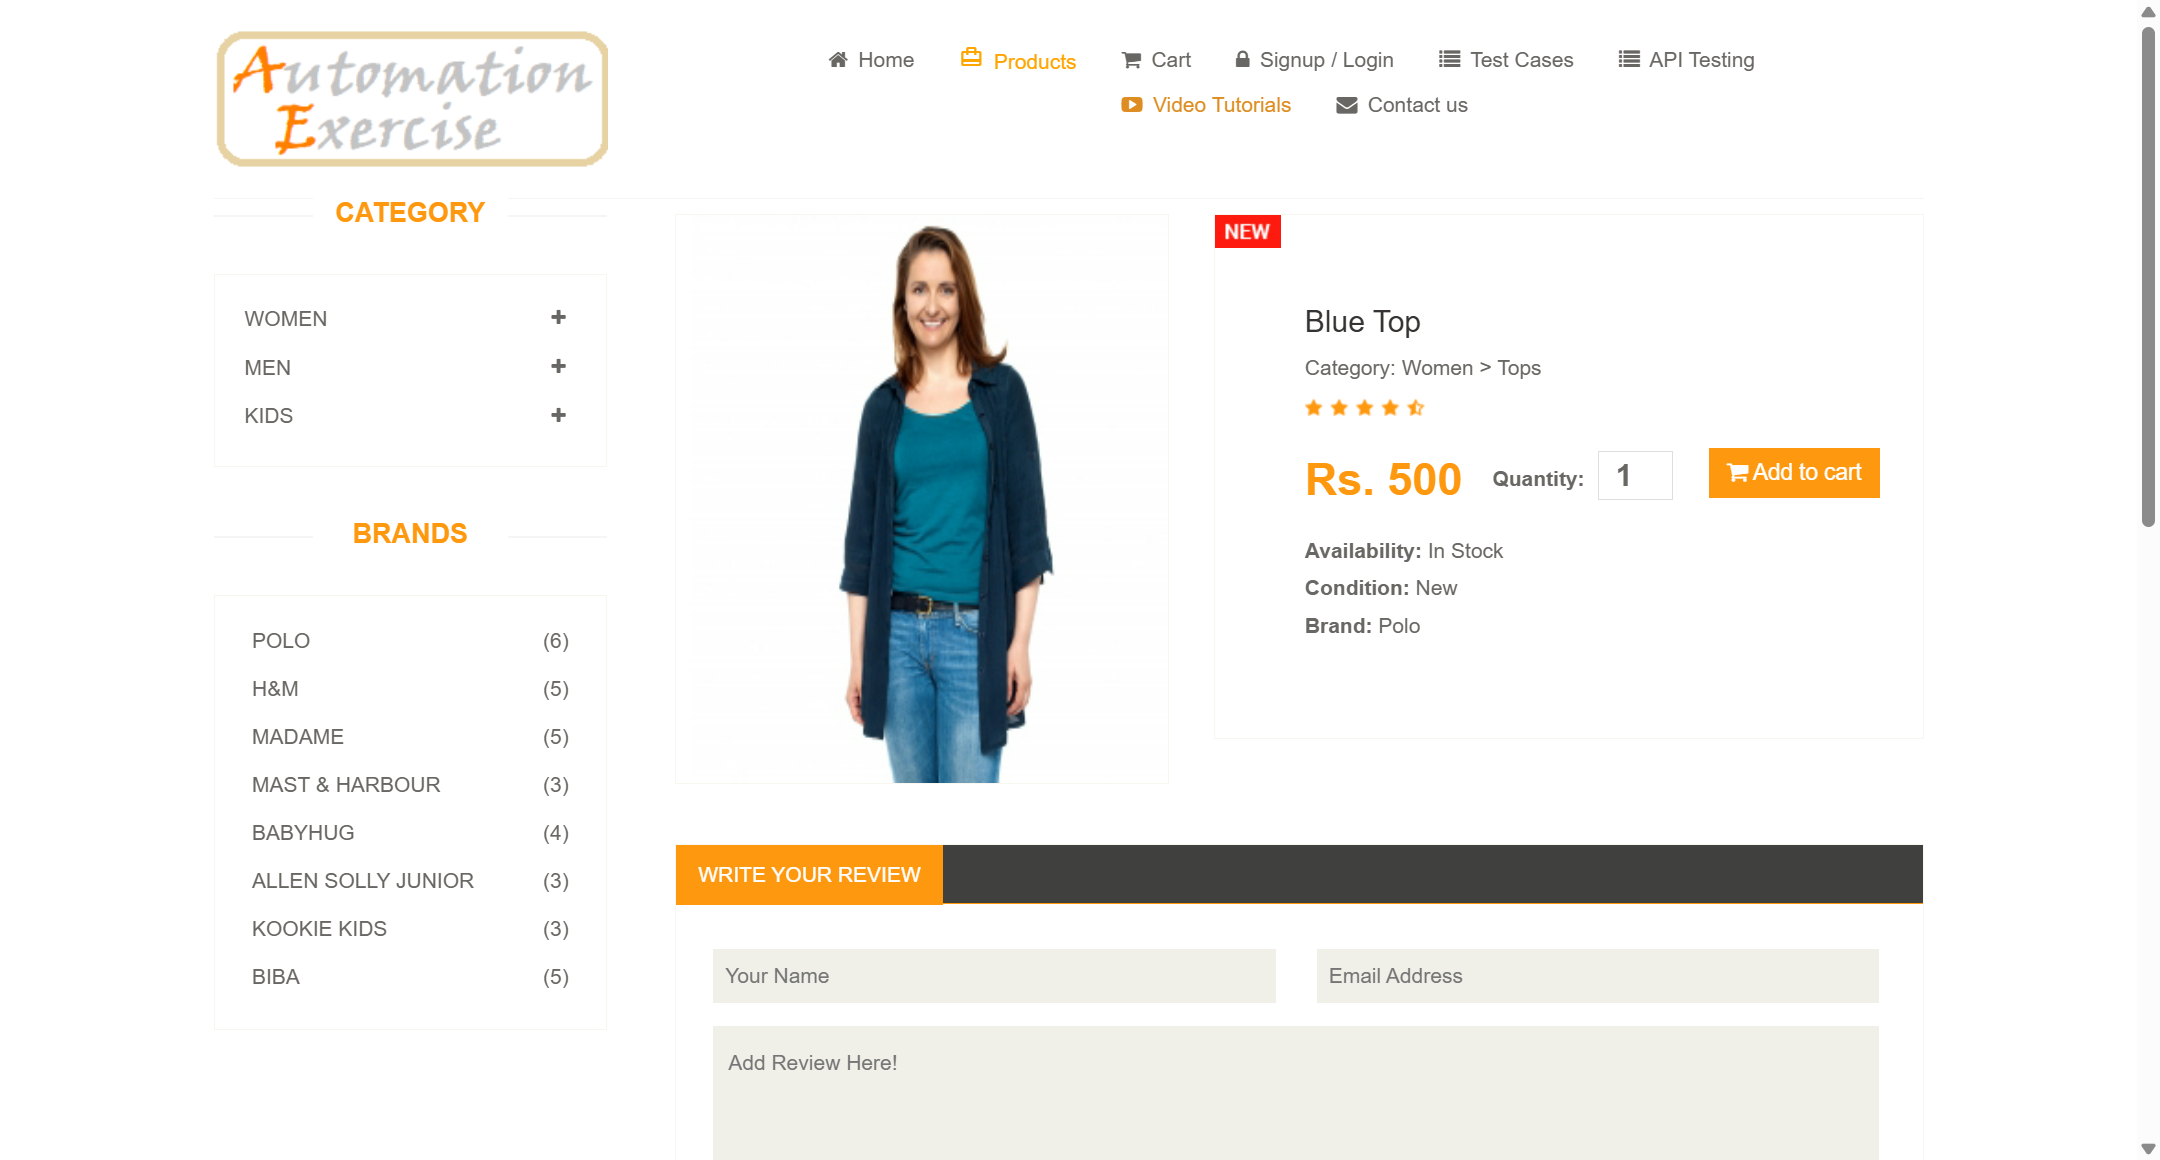 Automation
Exercise
Home
Products
Cart
Signup / Login
Test Cases
API Testing
Video Tutorials
Contact us
CATEGORY
WOMEN
MEN
KIDS
BRANDS
POLO (6)
H&M (5)
MADAME (5)
MAST & HARBOUR (3)
BABYHUG (4)
ALLEN SOLLY JUNIOR (3)
KOOKIE KIDS (3)
BIBA (5)
NEW
Blue Top
Category: Women > Tops
Rs. 500 Quantity: 1 Add to cart
Availability: In Stock
Condition: New
Brand: Polo
WRITE YOUR REVIEW
Your Name
Email Address
Add Review Here!